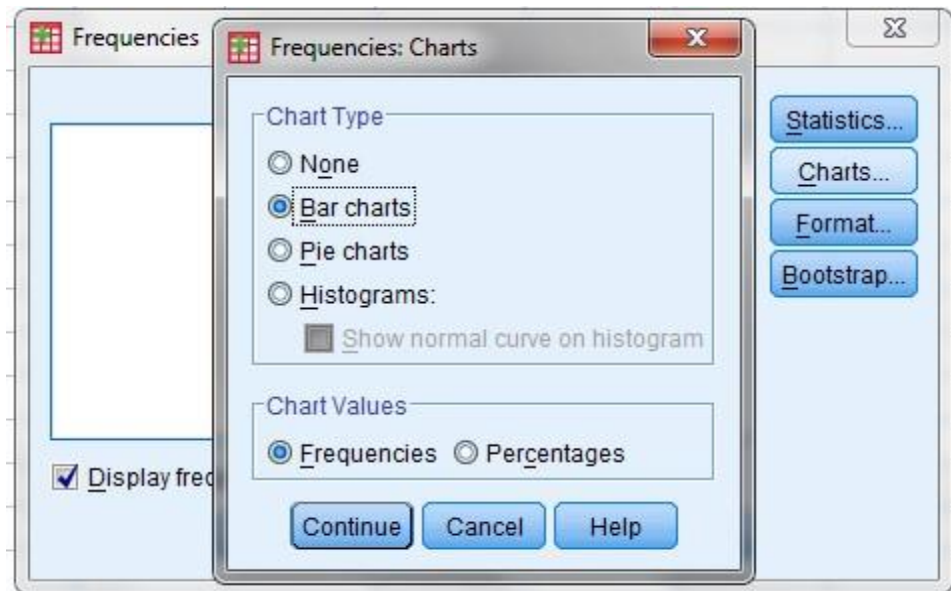 Frequencies
Frequencies: Charts
Chart Type
None
Bar charts
Pie charts
Histograms:
Show normal curve on histogram
Chart Values
Frequencies Percentages
Continue Cancel Help
Display freq
Statistics...
Charts...
Format...
Bootstrap...